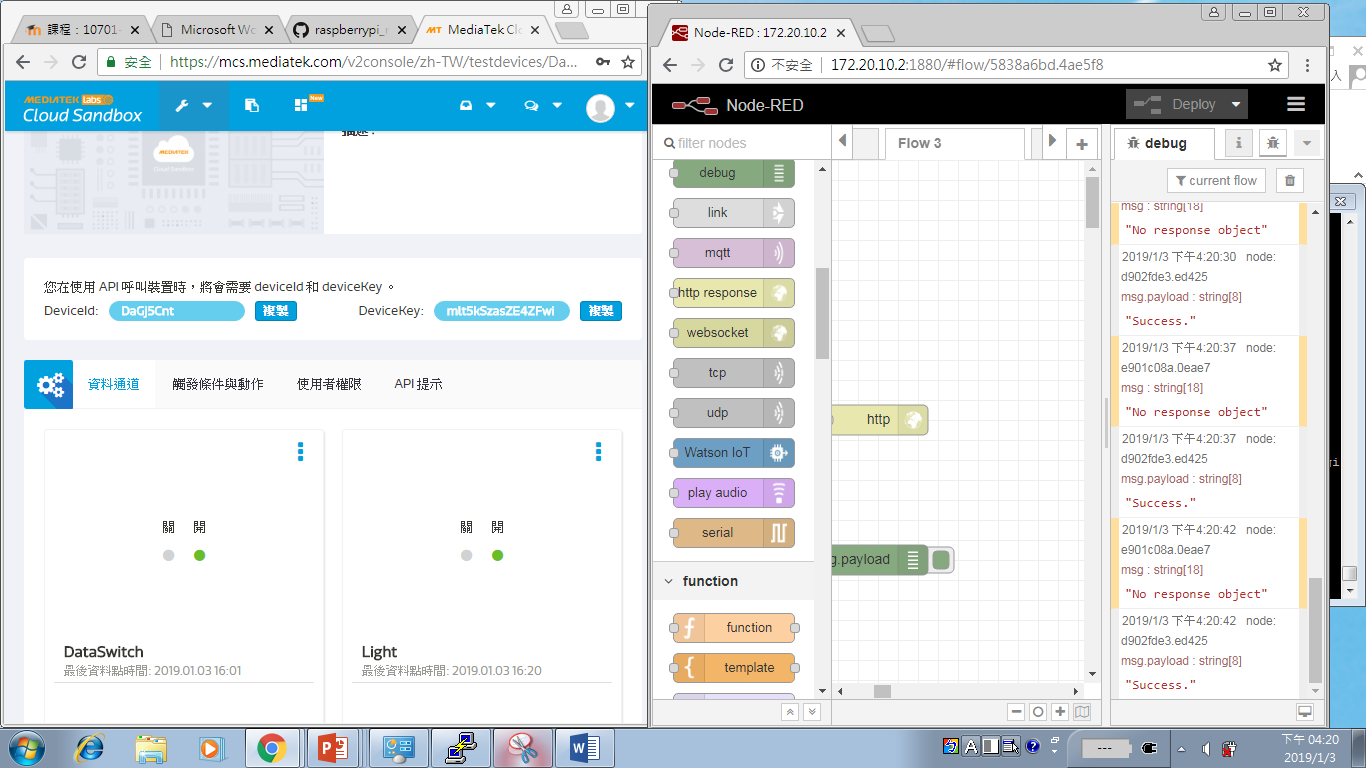 課程：10701-
Microsoft Wo
raspberrypi_r
MediaTek Clo
安全
https://mcs.mediatek.com/v2console/zh-TW/testdevices/Da...
MEDIATEK labs
Cloud Sandbox
New
描述：
MEDIATEK
Cloud Sandbox
您在使用 API 呼叫裝置時，將會需要 deviceId 和 deviceKey 。
DeviceId:
DaGj5Cnt
複製
DeviceKey:
mlt5kSzasZE4ZFwi
複製
資料通道
觸發條件與動作
使用者權限
API 提示
關 開
DataSwitch
最後資料點時間: 2019.01.03 16:01
關 開
Light
最後資料點時間: 2019.01.03 16:20
Node-RED : 172.20.10.2
不安全
172.20.10.2:1880/#flow/5838a6bd.4ae5f8
Node-RED
Deploy
filter nodes
debug
link
mqtt
http response
websocket
tcp
udp
Watson IoT
play audio
serial
function
function
template
Flow 3
http
g.payload
debug
current flow
msg : string[18]
"No response object"
2019/1/3 下午4:20:30 node:
d902fde3.ed425
msg.payload : string[8]
"Success."
2019/1/3 下午4:20:37 node:
e901c08a.0eae7
msg : string[18]
"No response object"
2019/1/3 下午4:20:37 node:
d902fde3.ed425
msg.payload : string[8]
"Success."
2019/1/3 下午4:20:42 node:
e901c08a.0eae7
msg : string[18]
"No response object"
2019/1/3 下午4:20:42 node:
d902fde3.ed425
msg.payload : string[8]
"Success."
人
gi
下午 04:20
2019/1/3